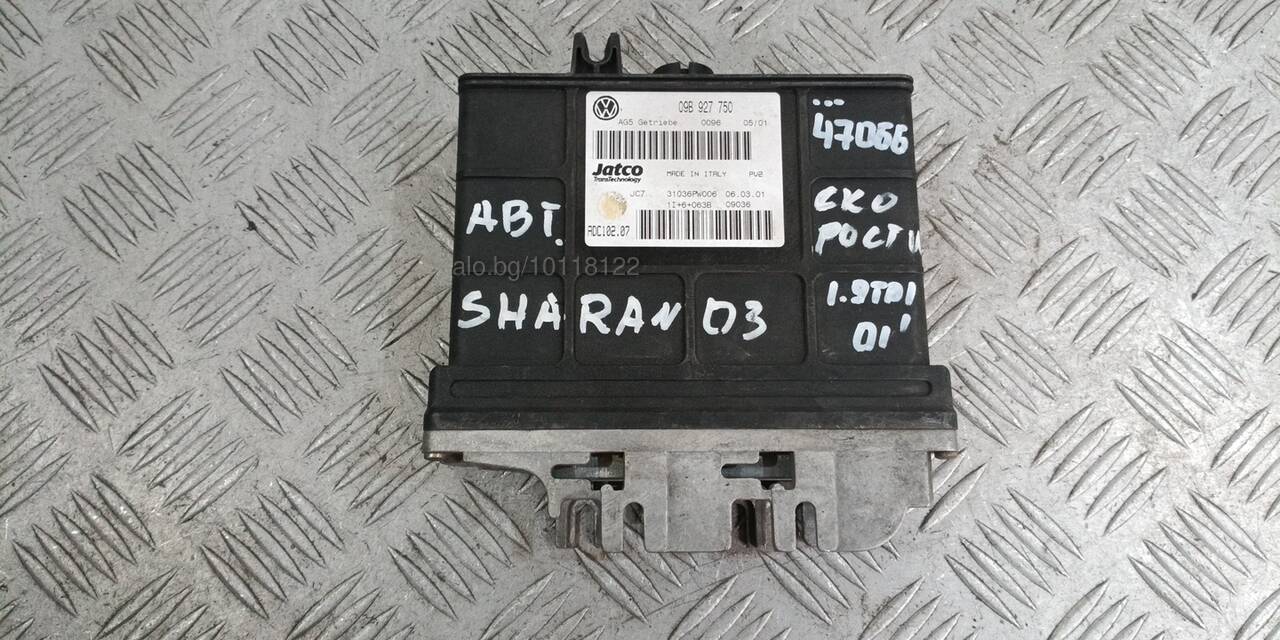 09B 927 750
AG5 Getriebe 0096 05/01
Jatco
TransTechnology
MADE IN ITALY PV2
JC7 31036PW006 06.03.01
1I+6+063B 09036
ADC102.07
47066
АВТ.
СКО
РОСТИ
alo.bg/10118122
SHARAN 03
1.9TDI
01'